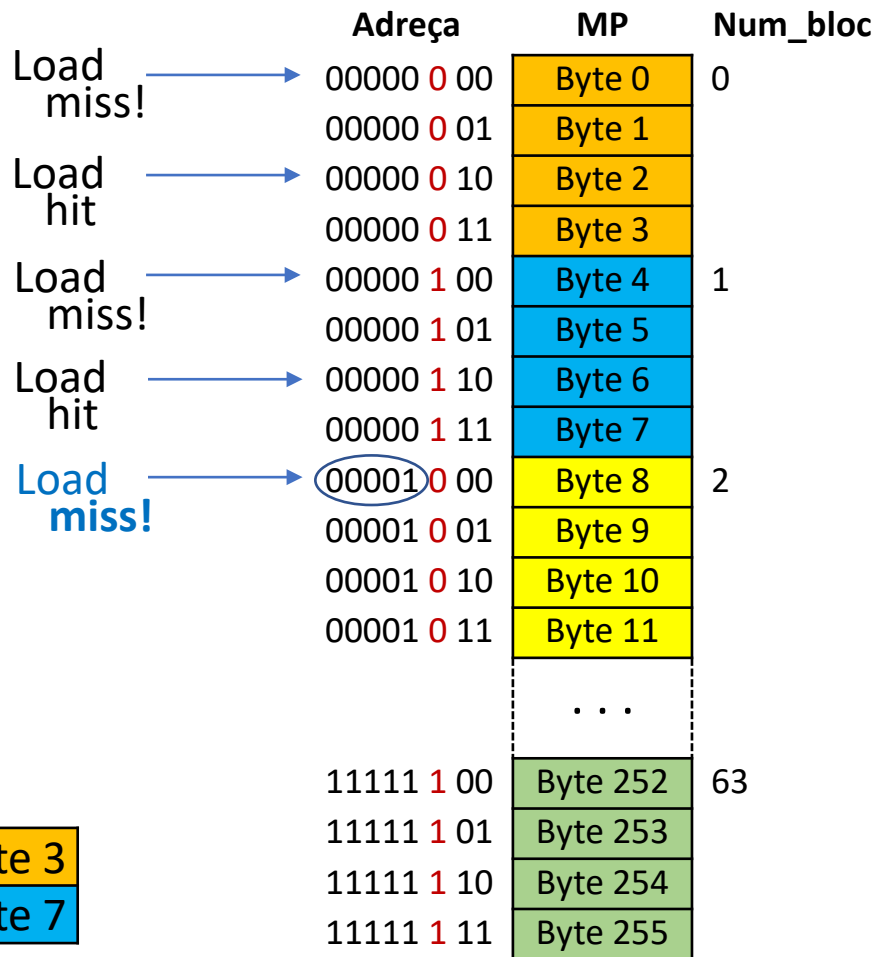 Adreça MP Num_bloc
Load miss! 00000 0 00 Byte 0 0
00000 0 01 Byte 1
Load hit 00000 0 10 Byte 2
00000 0 11 Byte 3
Load miss! 00000 1 00 Byte 4 1
00000 1 01 Byte 5
Load hit 00000 1 10 Byte 6
00000 1 11 Byte 7
Load miss! 00001 0 00 Byte 8 2
00001 0 01 Byte 9
00001 0 10 Byte 10
00001 0 11 Byte 11
. . .
11111 1 00 Byte 252 63
11111 1 01 Byte 253
11111 1 10 Byte 254
11111 1 11 Byte 255
te 3
te 7